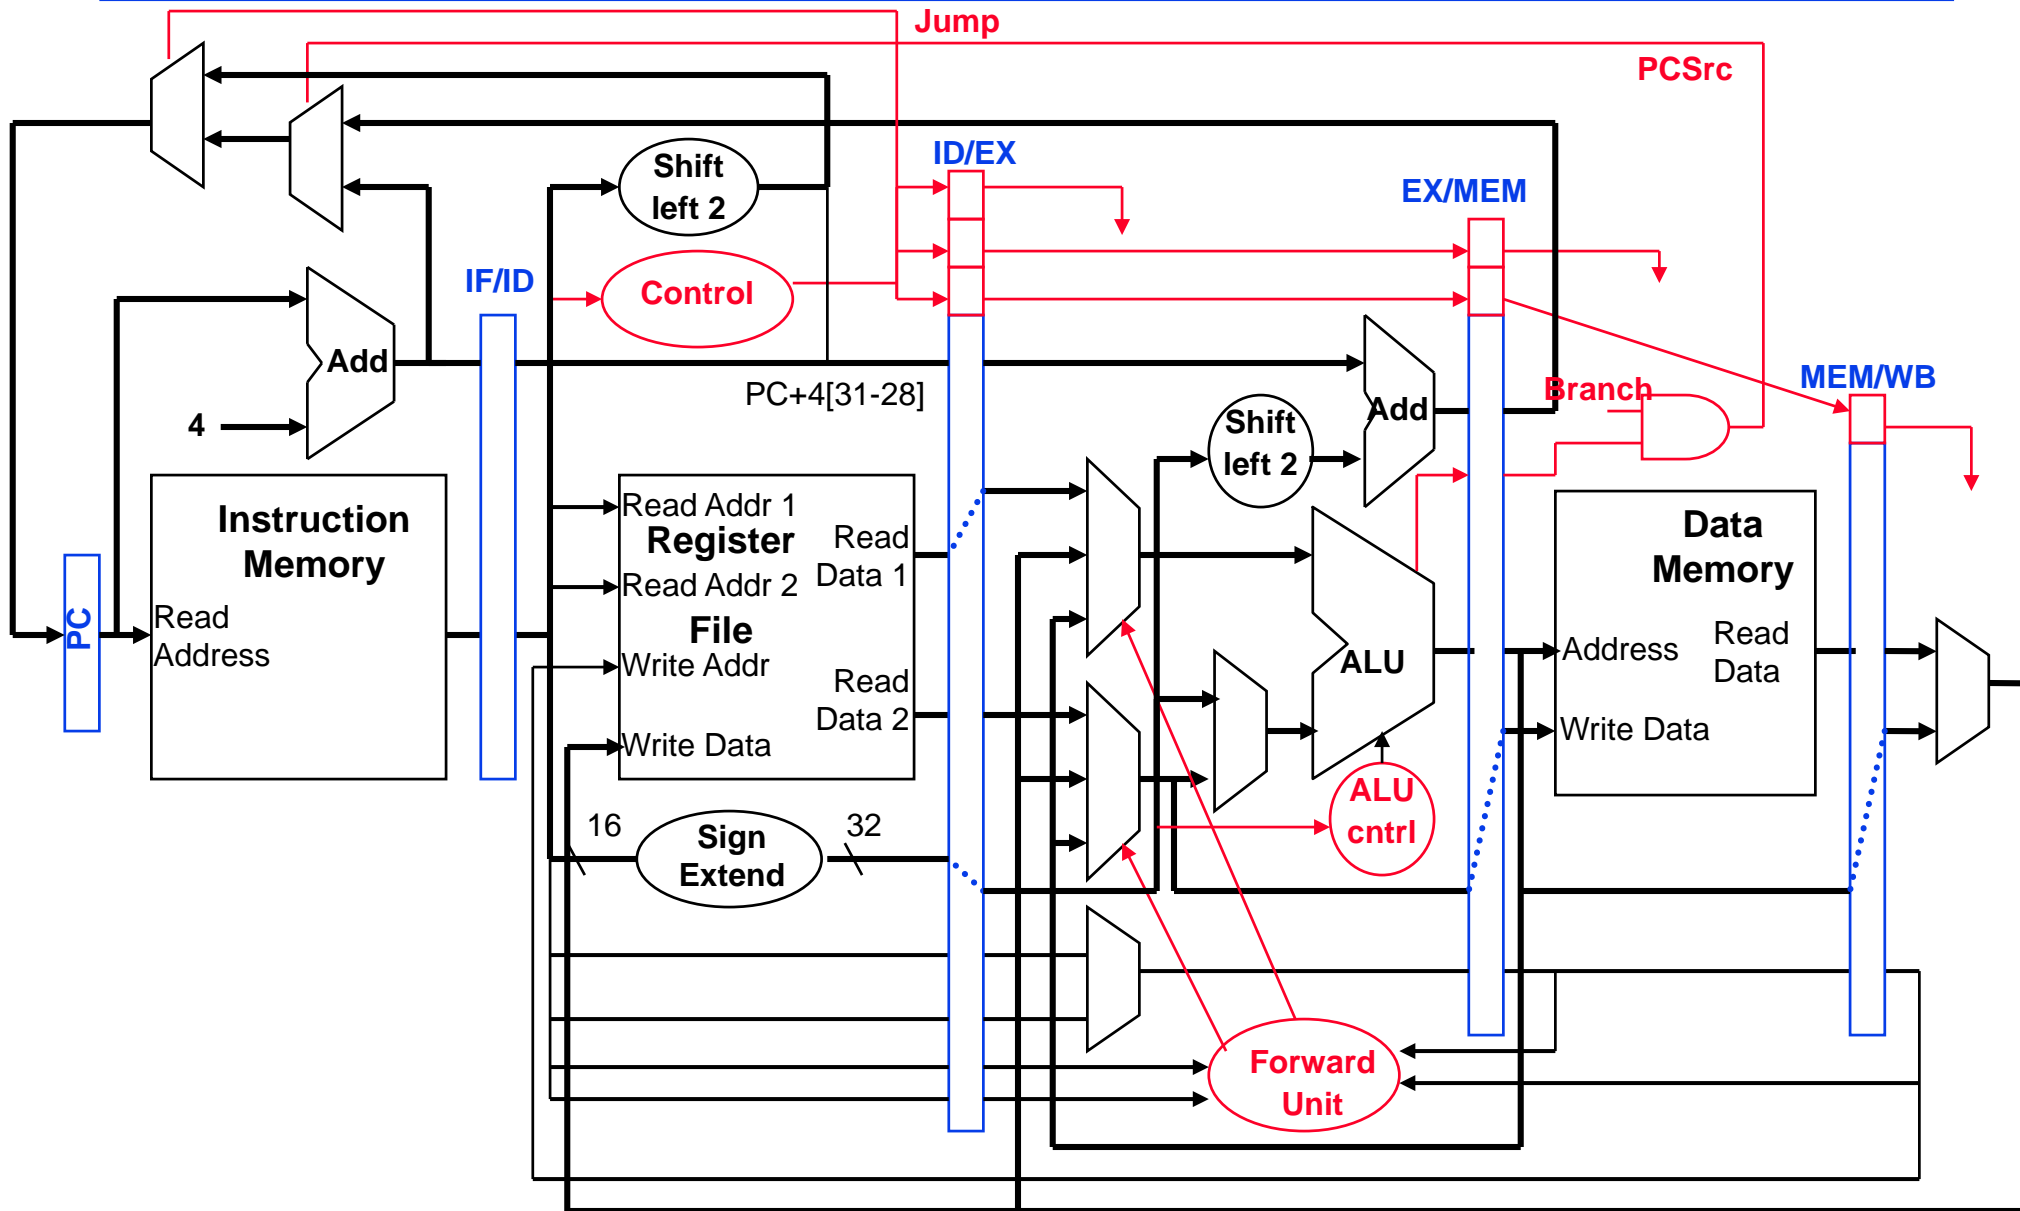 Jump
PCSrc
Shift
left 2
ID/EX
EX/MEM
IF/ID
Control
Add
PC+4[31-28]
4
Add
Branch
MEM/WB
Shift
left 2
Instruction
Memory
Read
Address
PC
Read Addr 1
Register
Read Addr 2
File
Write Addr
Write Data
Read
Data 1
Read
Data 2
ALU
Data
Memory
Address
Read
Data
Write Data
16
Sign
Extend
32
ALU
cntrl
Forward
Unit